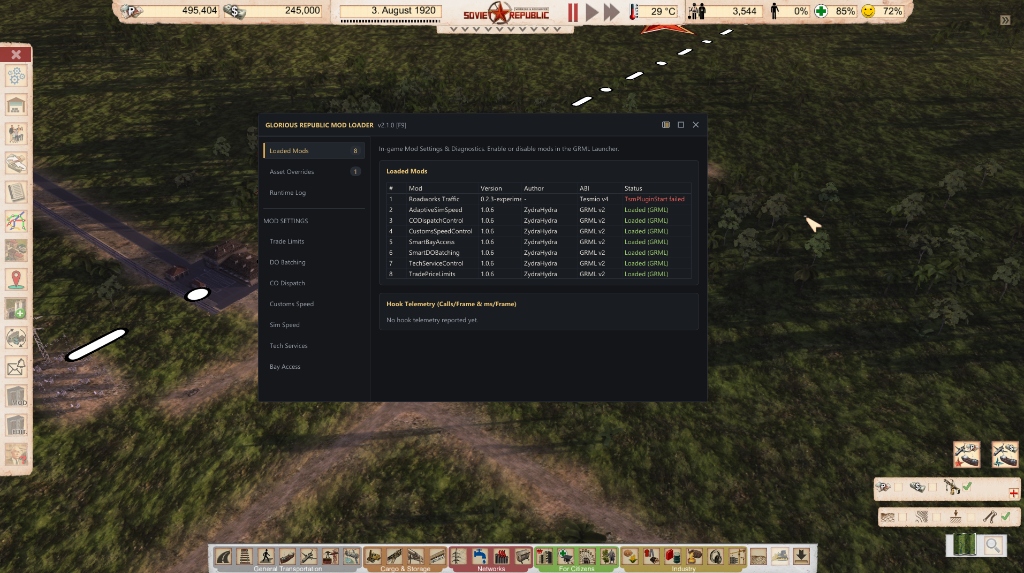 495,404
245,000
3. August 1920
SOVIE REPUBLIC
29 °C
3,544
0%
85%
72%
GLORIOUS REPUBLIC MOD LOADER v2.1.0 [F9]
Loaded Mods 8
Asset Overrides 1
Runtime Log
MOD SETTINGS
Trade Limits
DO Batching
CO Dispatch
Customs Speed
Sim Speed
Tech Services
Bay Access
In-game Mod Settings & Diagnostics. Enable or disable mods in the GRML Launcher.
Loaded Mods
# Mod Version Author ABI Status
1 Roadworks Traffic 0.2.3-experime - Tesmio v4 TsmPluginStart failed
2 AdaptiveSimSpeed 1.0.6 ZydraHydra GRML v2 Loaded (GRML)
3 CODispatchControl 1.0.6 ZydraHydra GRML v2 Loaded (GRML)
4 CustomsSpeedControl 1.0.6 ZydraHydra GRML v2 Loaded (GRML)
5 SmartBayAccess 1.0.6 ZydraHydra GRML v2 Loaded (GRML)
6 SmartDOBatching 1.0.6 ZydraHydra GRML v2 Loaded (GRML)
7 TechServiceControl 1.0.6 ZydraHydra GRML v2 Loaded (GRML)
8 TradePriceLimits 1.0.6 ZydraHydra GRML v2 Loaded (GRML)
Hook Telemetry (Calls/Frame & ms/Frame)
No hook telemetry reported yet.
General Transportation
Cargo & Storage
Networks
For Citizens
Industry